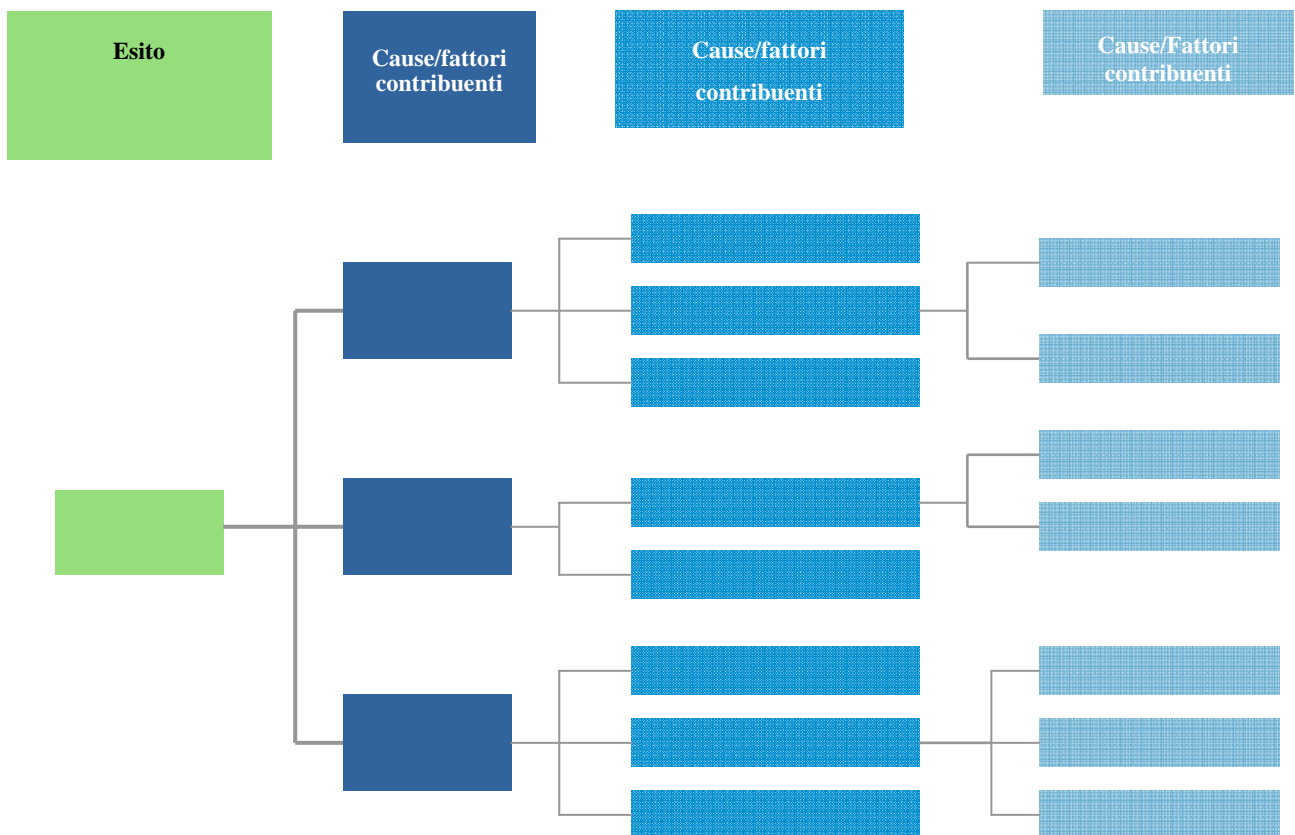 Esito
Cause/fattori
contribuenti
Cause/fattori
contribuenti
Cause/Fattori
contribuenti